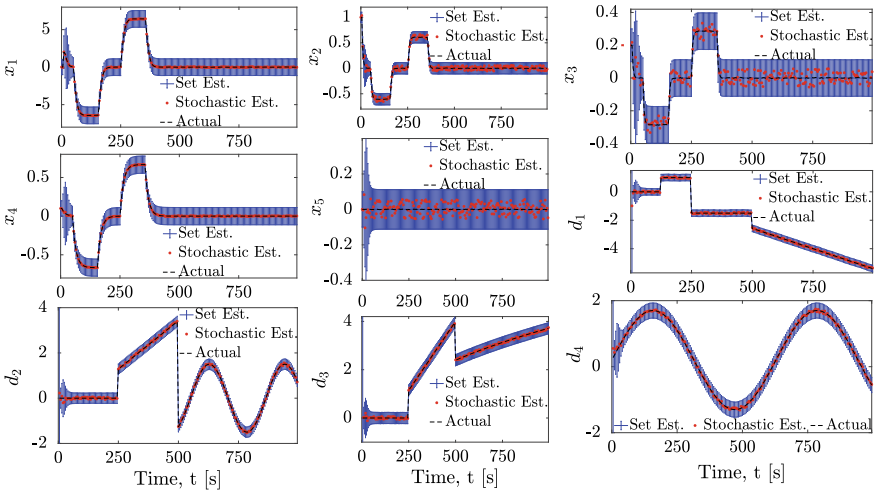 x1
5
0
-5
0 250 500 750
Set Est.
Stochastic Est.
Actual
x2
1
0.5
0
-0.5
0 250 500 750
Set Est.
Stochastic Est.
Actual
x3
0.4
0.2
0
-0.2
-0.4
0 250 500 750
Set Est.
Stochastic Est.
Actual
x4
0.5
0
-0.5
0 250 500 750
Set Est.
Stochastic Est.
Actual
x5
0.4
0.2
0
-0.2
-0.4
0 250 500 750
Set Est.
Stochastic Est.
Actual
d1
0
-2
-4
0 250 500 750
Set Est.
Stochastic Est.
Actual
d2
4
2
0
-2
0 250 500 750
Time, t [s]
Set Est.
Stochastic Est.
Actual
d3
4
2
0
-2
0 250 500 750
Time, t [s]
Set Est.
Stochastic Est.
Actual
d4
2
0
-2
0 250 500 750
Time, t [s]
Set Est. Stochastic Est. Actual